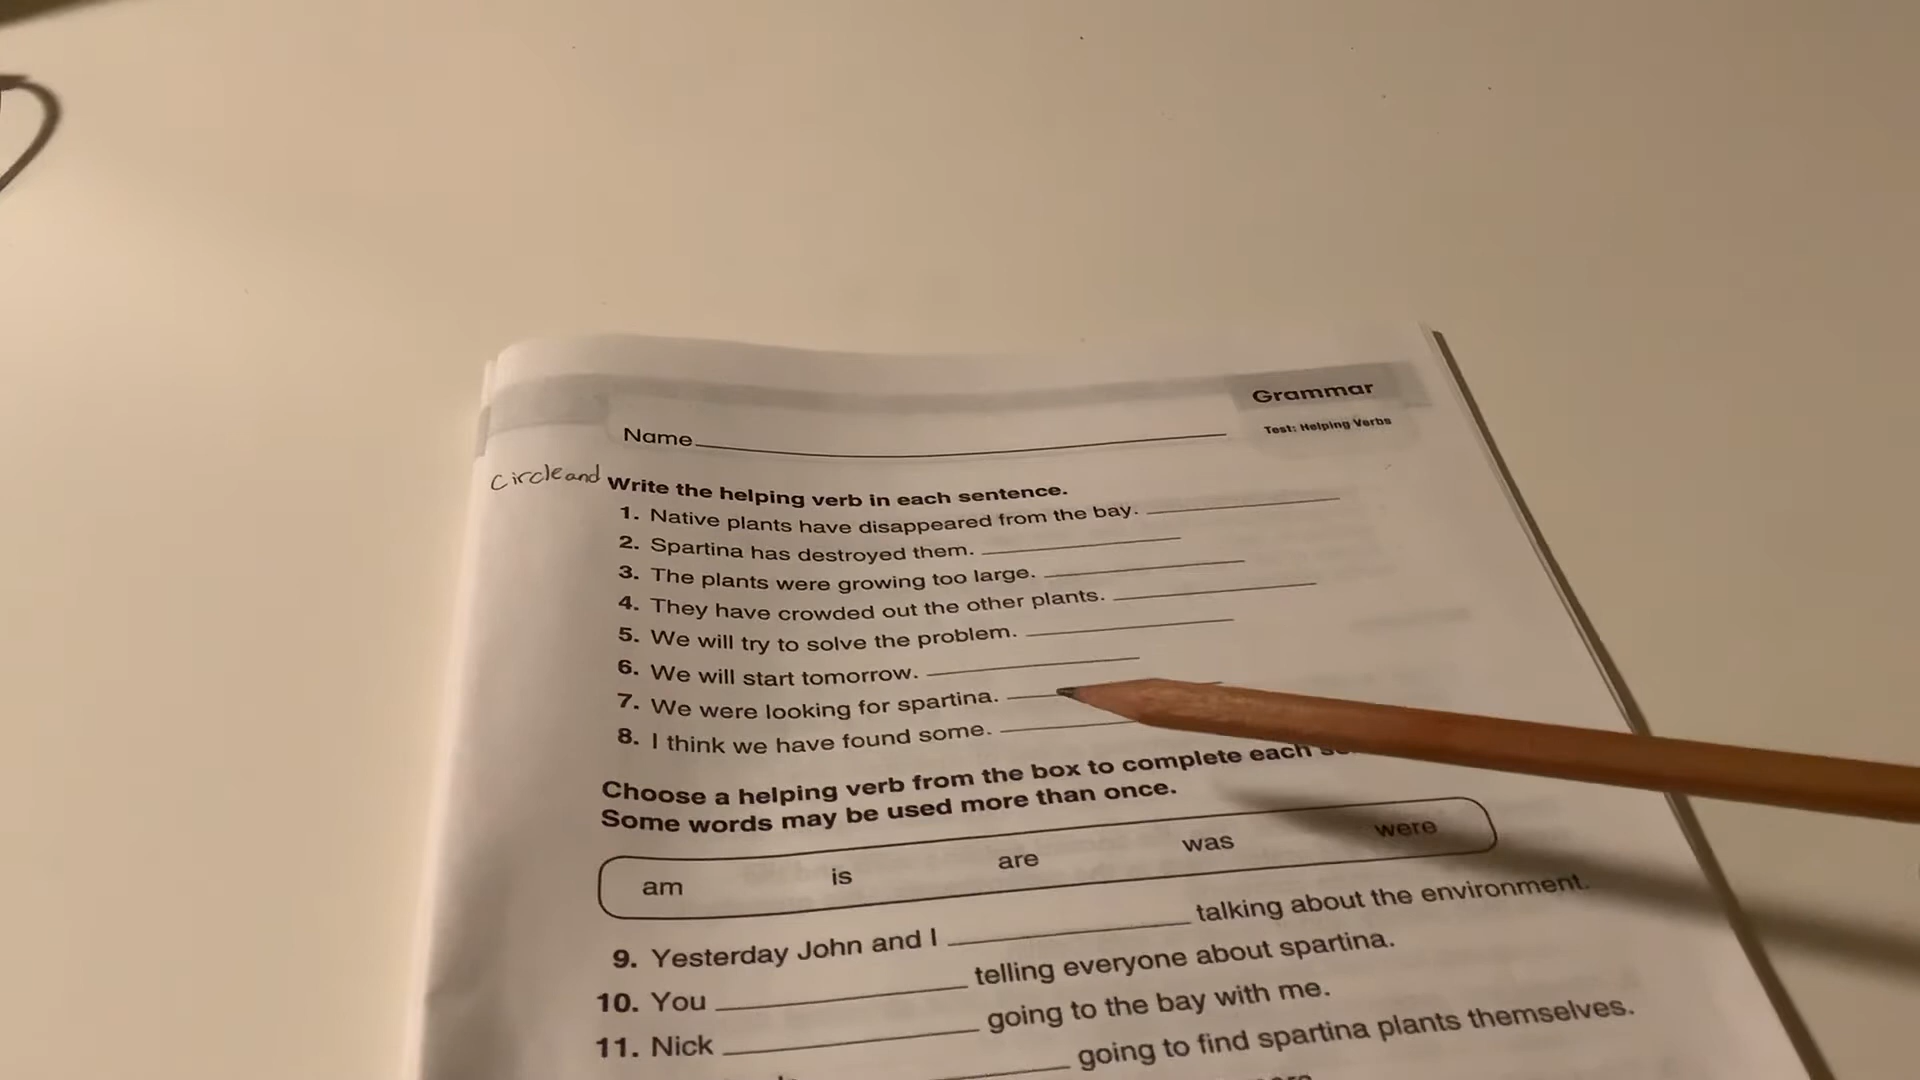 Grammar
Test: Helping Verbs
Name
Circle and Write the helping verb in each sentence.
1. Native plants have disappeared from the bay.
2. Spartina has destroyed them.
3. The plants were growing too large.
4. They have crowded out the other plants.
5. We will try to solve the problem.
6. We will start tomorrow.
7. We were looking for spartina.
8. I think we have found some.
Choose a helping verb from the box to complete each
Some words may be used more than once.
am is are was were
9. Yesterday John and I talking about the environment.
10. You telling everyone about spartina.
11. Nick going to the bay with me.
going to find spartina plants themselves.